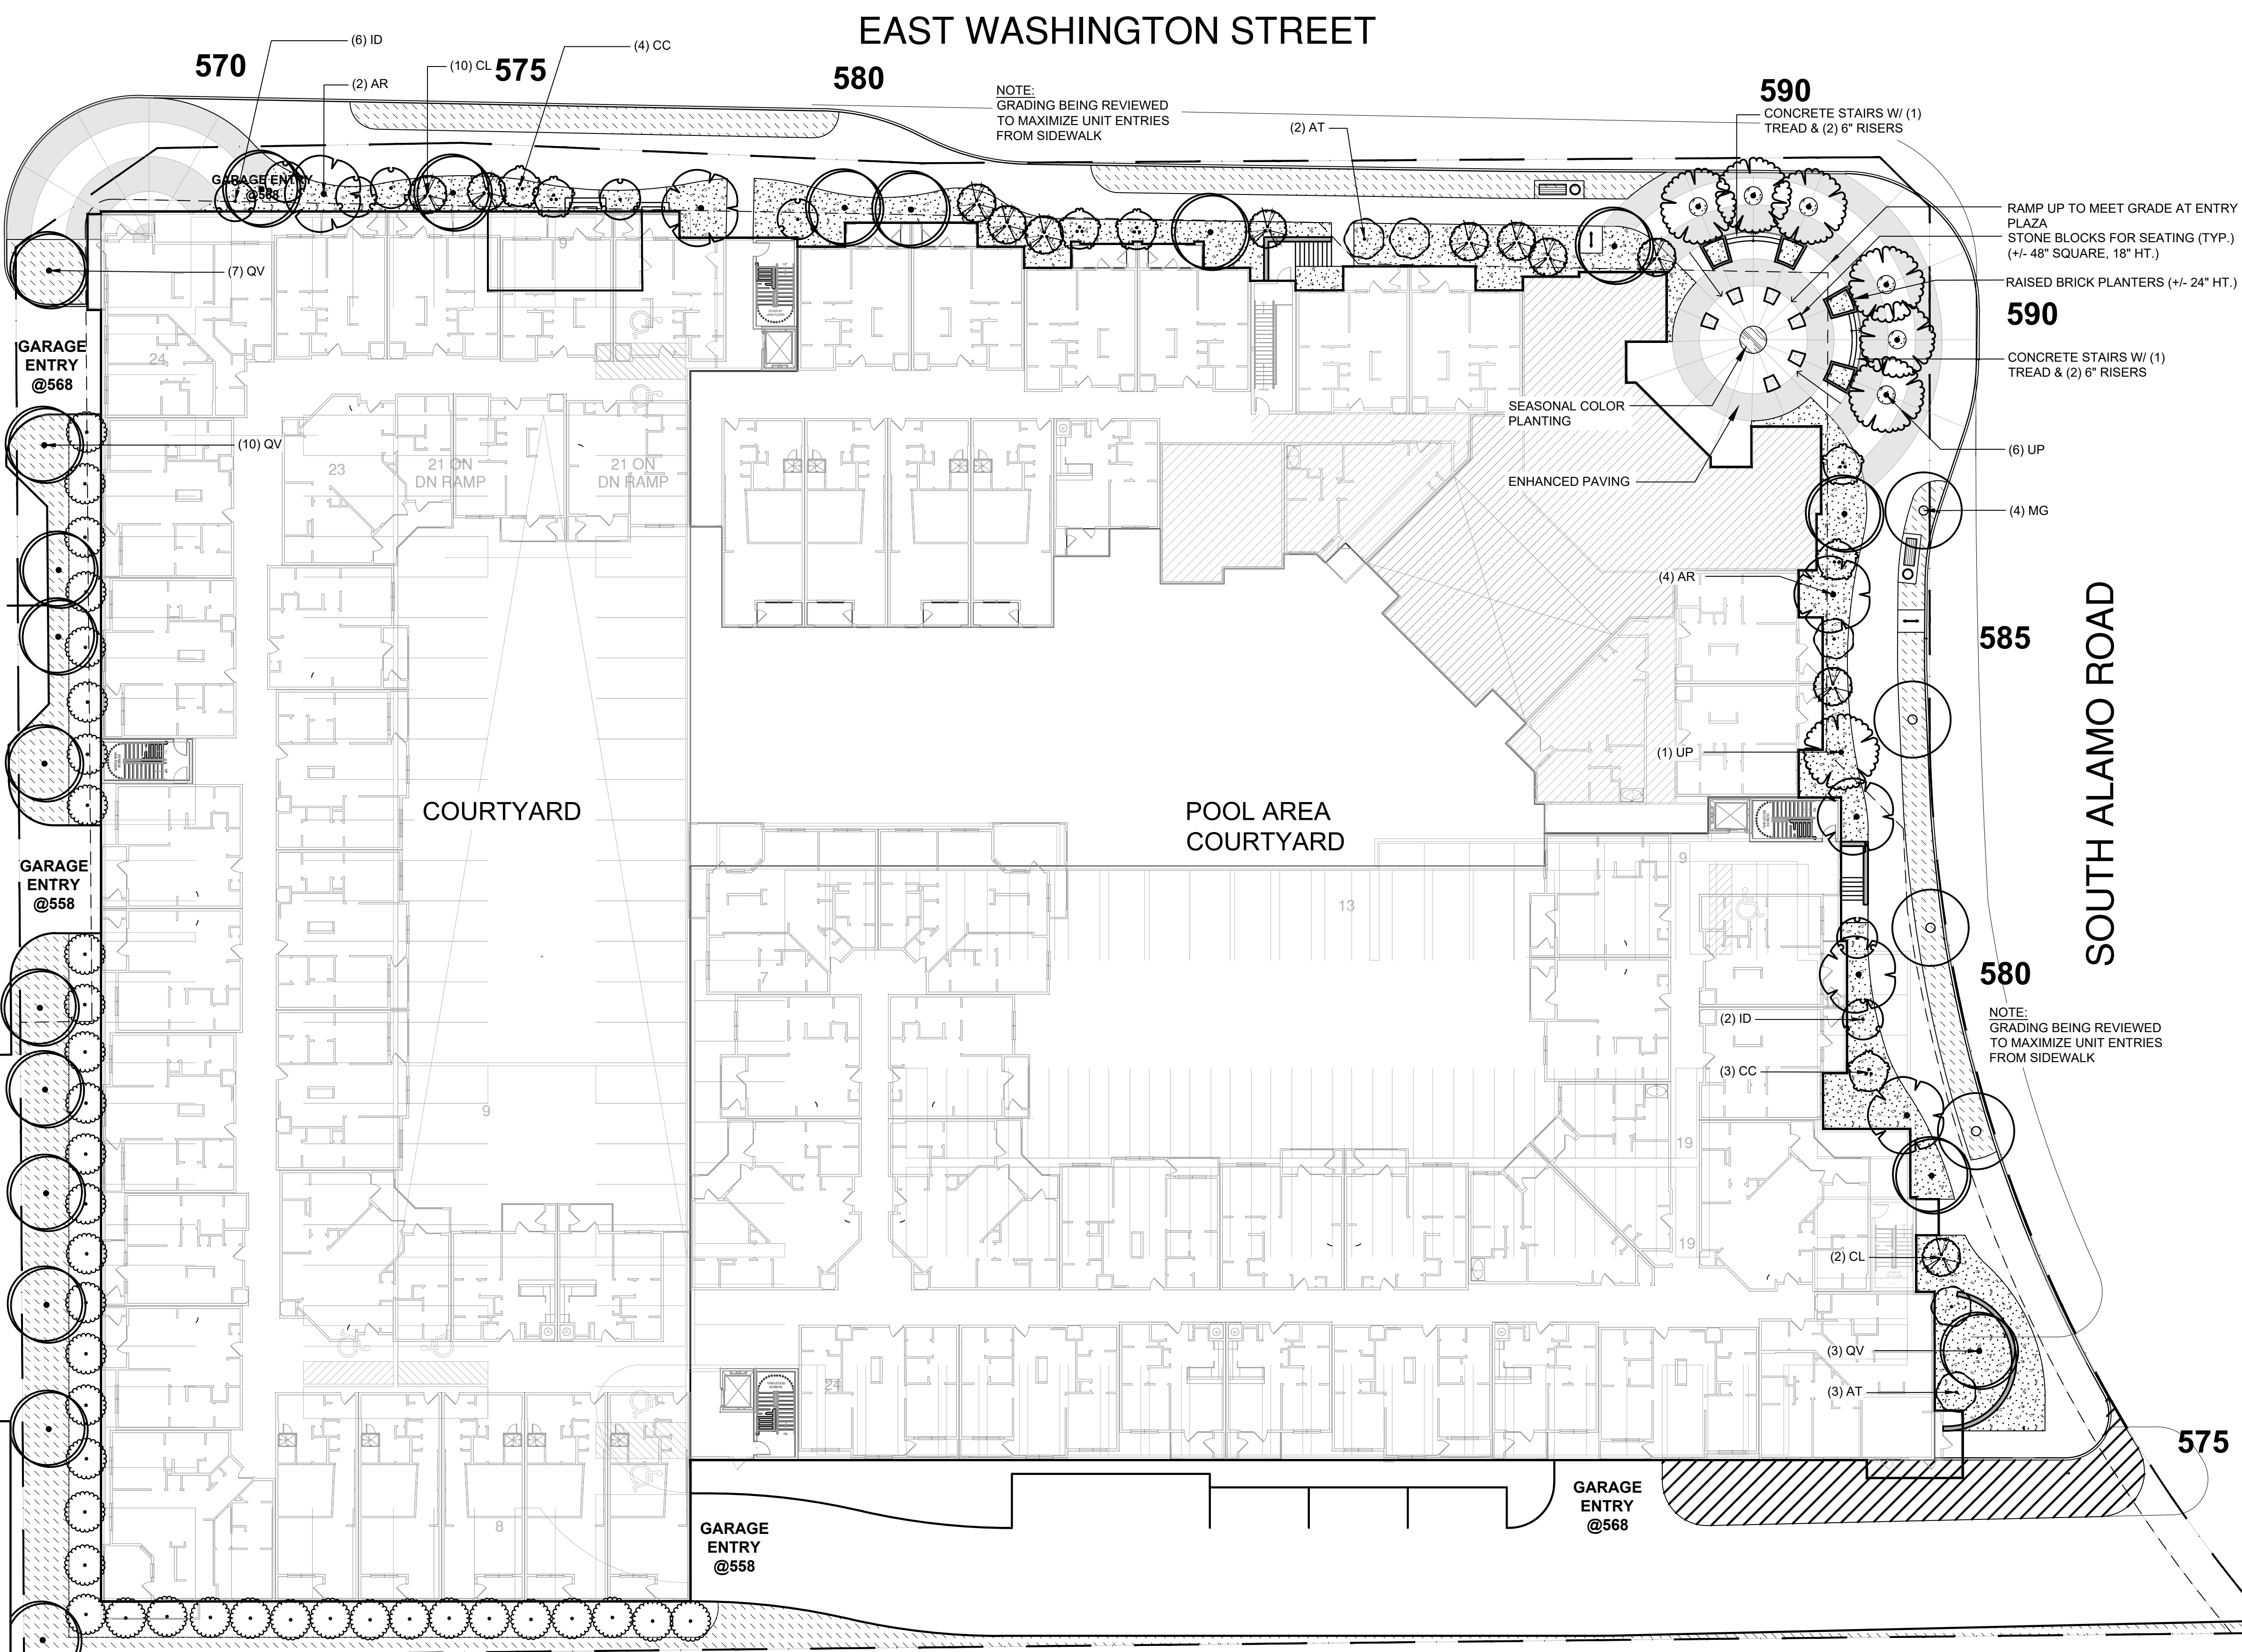 EAST WASHINGTON STREET
(6) ID
(4) CC
570
(10) CL
575
580
590
(2) AR
NOTE:
GRADING BEING REVIEWED
TO MAXIMIZE UNIT ENTRIES
FROM SIDEWALK
CONCRETE STAIRS W/ (1)
TREAD & (2) 6" RISERS
(2) AT
GARAGE ENTRY
@568
RAMP UP TO MEET GRADE AT ENTRY
PLAZA
STONE BLOCKS FOR SEATING (TYP.)
(+/- 48" SQUARE, 18" HT.)
9
(7) QV
RAISED BRICK PLANTERS (+/- 24" HT.)
590
GARAGE
ENTRY
@568
24
CONCRETE STAIRS W/ (1)
TREAD & (2) 6" RISERS
SEASONAL COLOR
PLANTING
(10) QV
(6) UP
23
21 ON
DN RAMP
21 ON
DN RAMP
ENHANCED PAVING
(4) MG
(4) AR
585
SOUTH ALAMO ROAD
(1) UP
COURTYARD
POOL AREA
COURTYARD
GARAGE
ENTRY
@558
9
13
7
580
(2) ID
NOTE:
GRADING BEING REVIEWED
TO MAXIMIZE UNIT ENTRIES
FROM SIDEWALK
(3) CC
9
19
19
(2) CL
(3) QV
24
(3) AT
575
GARAGE
ENTRY
@568
8
GARAGE
ENTRY
@558